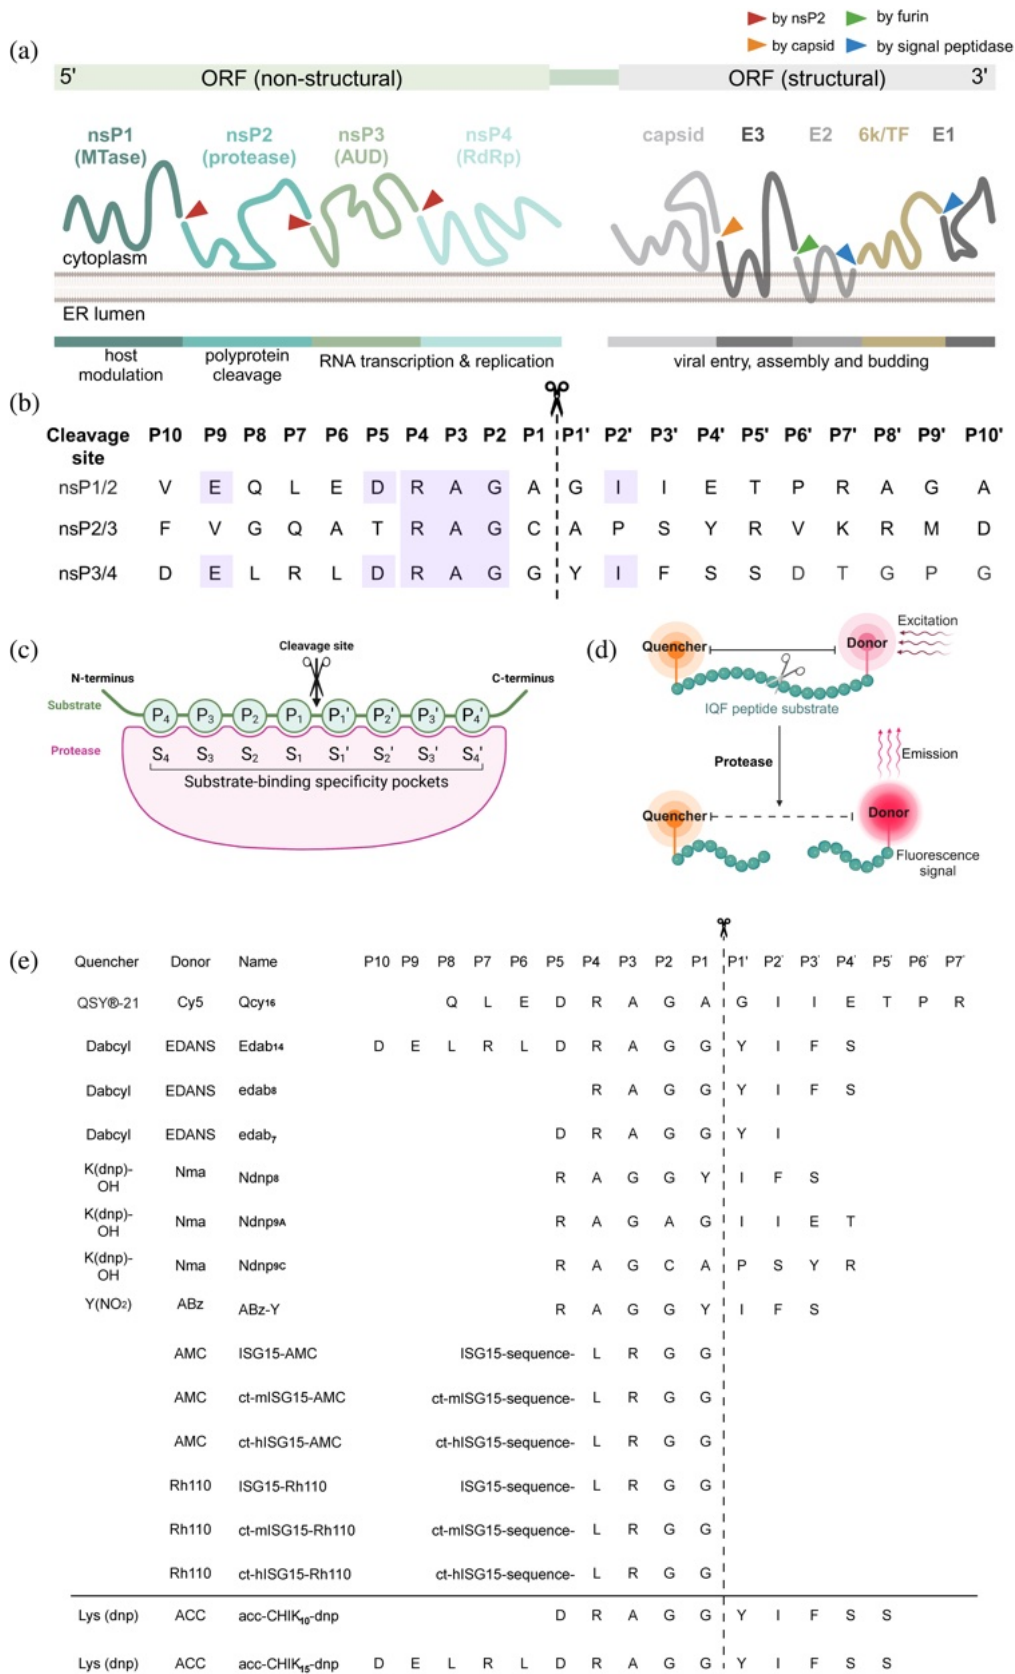 by nsP2 by furin
(a) by capsid by signal peptidase
5' ORF (non-structural) ORF (structural) 3'
nsP1 nsP2 nsP3 nsP4 capsid E3 E2 6k/TF E1
(MTase) (protease) (AUD) (RdRp)
cytoplasm
ER lumen
host polyprotein RNA transcription & replication viral entry, assembly and budding
modulation cleavage
(b)
Cleavage P10 P9 P8 P7 P6 P5 P4 P3 P2 P1 P1' P2' P3' P4' P5' P6' P7' P8' P9' P10'
site
nsP1/2 V E Q L E D R A G A G I I E T P R A G A
nsP2/3 F V G Q A T R A G C A P S Y R V K R M D
nsP3/4 D E L R L D R A G G Y I F S S D T G P G
(c)
Cleavage site
N-terminus C-terminus
Substrate
P4 P3 P2 P1 P1' P2' P3' P4'
Protease
S4 S3 S2 S1 S1' S2' S3' S4'
Substrate-binding specificity pockets
(d)
Excitation
Quencher Donor
IQF peptide substrate
Protease
Emission
Quencher Donor
Fluorescence
signal
(e) Quencher Donor Name P10 P9 P8 P7 P6 P5 P4 P3 P2 P1 P1' P2' P3' P4' P5' P6' P7'
QSY®-21 Cy5 Qcy16 Q L E D R A G A G I I E T P R
Dabcyl EDANS Edab14 D E L R L D R A G G Y I F S
Dabcyl EDANS edab8 R A G G Y I F S
Dabcyl EDANS edab7 D R A G G Y I
K(dnp)-
OH Nma Ndnp8 R A G G Y I F S
K(dnp)-
OH Nma Ndnp9A R A G A G I I E T
K(dnp)-
OH Nma Ndnp9C R A G C A P S Y R
Y(NO2) ABz ABz-Y R A G G Y I F S
AMC ISG15-AMC ISG15-sequence- L R G G
AMC ct-mISG15-AMC ct-mISG15-sequence- L R G G
AMC ct-hISG15-AMC ct-hISG15-sequence- L R G G
Rh110 ISG15-Rh110 ISG15-sequence- L R G G
Rh110 ct-mISG15-Rh110 ct-mISG15-sequence- L R G G
Rh110 ct-hISG15-Rh110 ct-hISG15-sequence- L R G G
Lys (dnp) ACC acc-CHIK10-dnp D R A G G Y I F S S
Lys (dnp) ACC acc-CHIK15-dnp D E L R L D R A G G Y I F S S